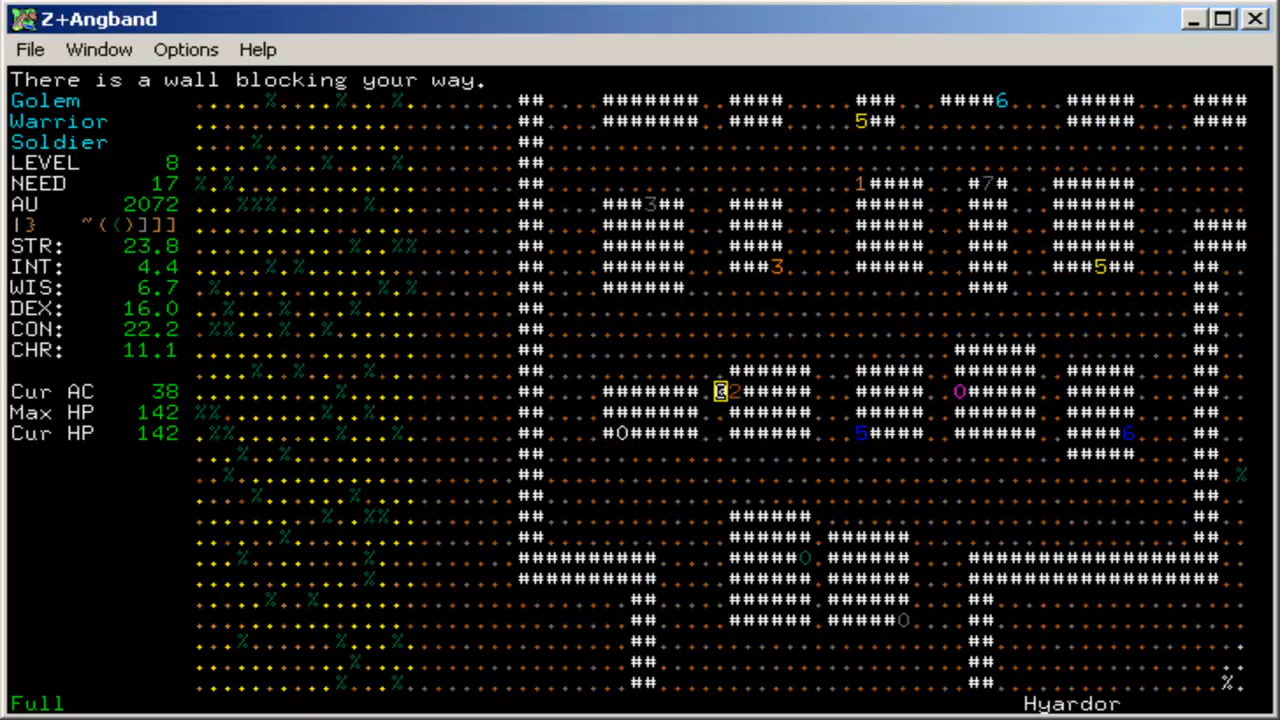 Z+Angband
File Window Options Help
There is a wall blocking your way.
Golem
Warrior
Soldier
LEVEL 8
NEED 17
AU 2072
|} ~(()]]]
STR: 23.8
INT: 4.4
WIS: 6.7
DEX: 16.0
CON: 22.2
CHR: 11.1
Cur AC 38
Max HP 142
Cur HP 142
Full Hyardor